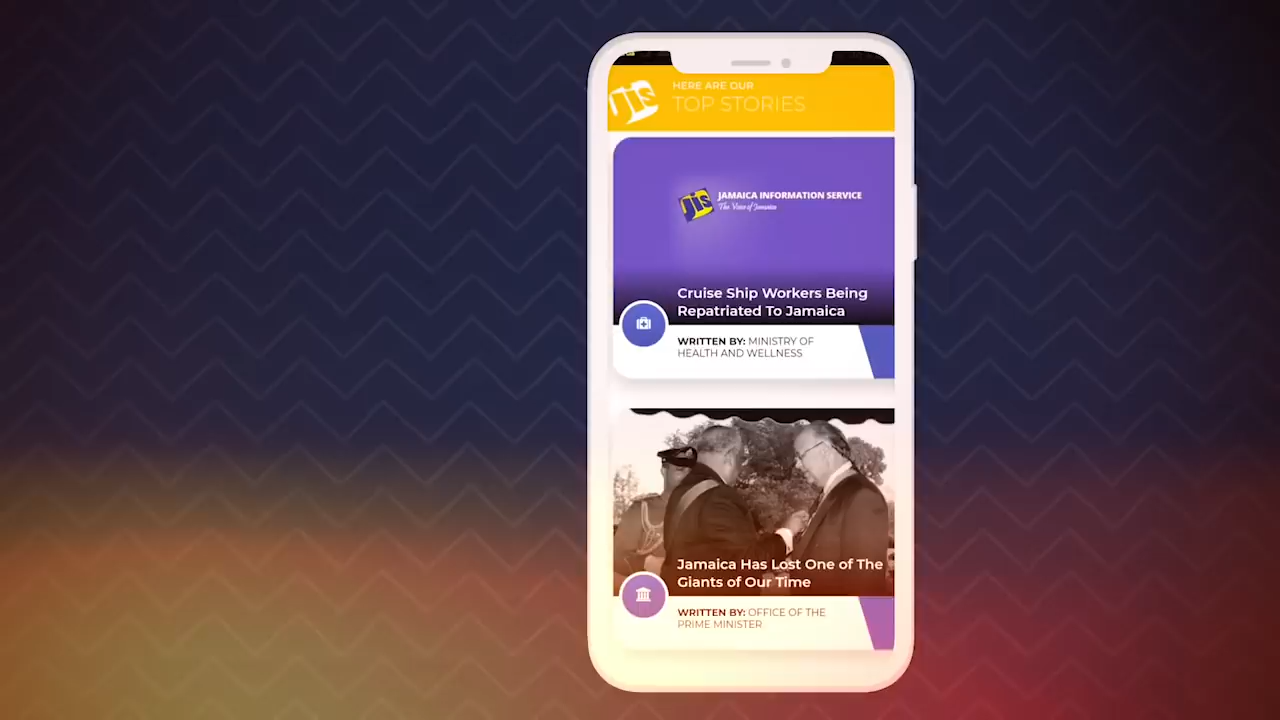 jis
HERE ARE OUR
TOP STORIES
jis
JAMAICA INFORMATION SERVICE
The Voice of Jamaica
Cruise Ship Workers Being
Repatriated To Jamaica
WRITTEN BY: MINISTRY OF
HEALTH AND WELLNESS
Jamaica Has Lost One of The
Giants of Our Time
WRITTEN BY: OFFICE OF THE
PRIME MINISTER